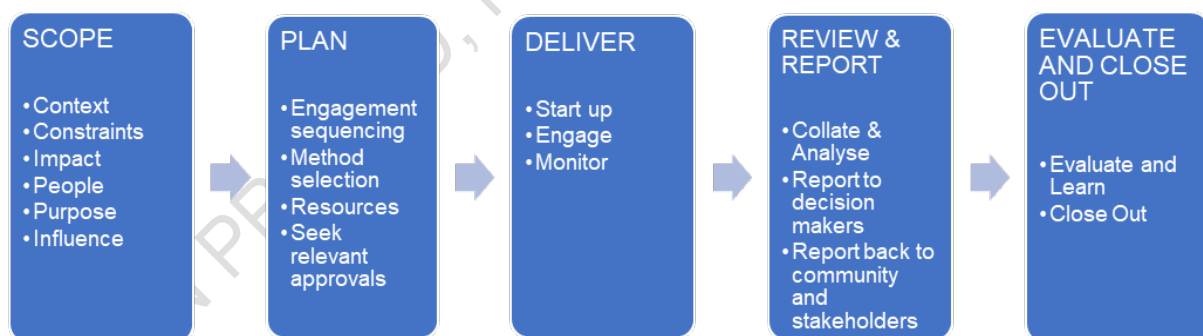 SCOPE
•Context
•Constraints
•Impact
•People
•Purpose
•Influence
PLAN
•Engagement
sequencing
•Method
selection
•Resources
•Seek
relevant
approvals
DELIVER
•Start up
•Engage
•Monitor
REVIEW &
REPORT
•Collate &
Analyse
•Report to
decision
makers
•Report back to
community
and
stakeholders
EVALUATE
AND CLOSE
OUT
•Evaluate and
Learn
•Close Out